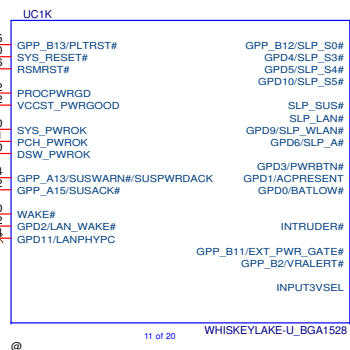 UC1K
GPP_B13/PLTRST#
SYS_RESET#
RSMRST#
PROCPWRGD
VCCST_PWRGOOD
SYS_PWROK
PCH_PWROK
DSW_PWROK
GPP_A13/SUSWARN#/SUSPWRDACK
GPP_A15/SUSACK#
WAKE#
GPD2/LAN_WAKE#
GPD11/LANPHYPC
GPP_B12/SLP_S0#
GPD4/SLP_S3#
GPD5/SLP_S4#
GPD10/SLP_S5#
SLP_SUS#
SLP_LAN#
GPD9/SLP_WLAN#
GPD6/SLP_A#
GPD3/PWRBTN#
GPD1/ACPRESENT
GPD0/BATLOW#
INTRUDER#
GPP_B11/EXT_PWR_GATE#
GPP_B2/VRALERT#
INPUT3VSEL
11 of 20
WHISKEYLAKE-U_BGA1528
@